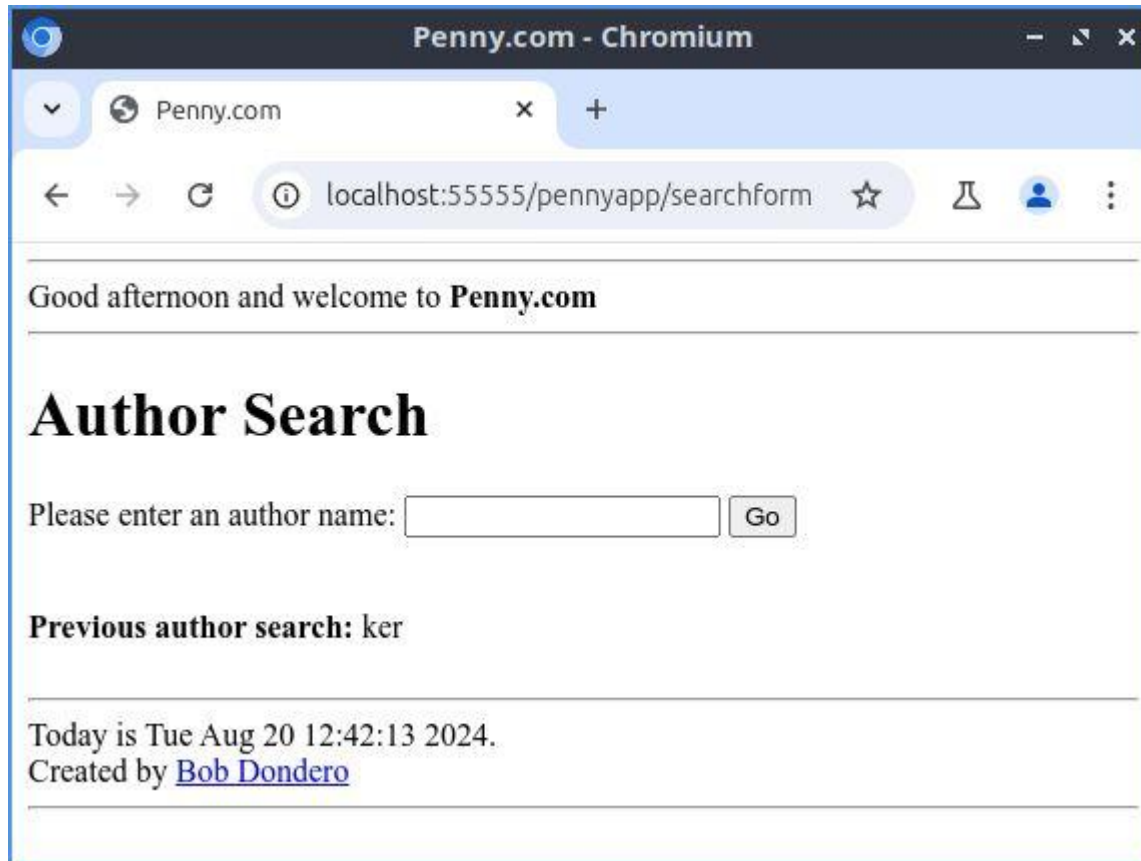 Penny.com - Chromium
Penny.com
localhost:55555/pennyapp/searchform
Good afternoon and welcome to Penny.com
Author Search
Please enter an author name: Go
Previous author search: ker
Today is Tue Aug 20 12:42:13 2024.
Created by Bob Dondero